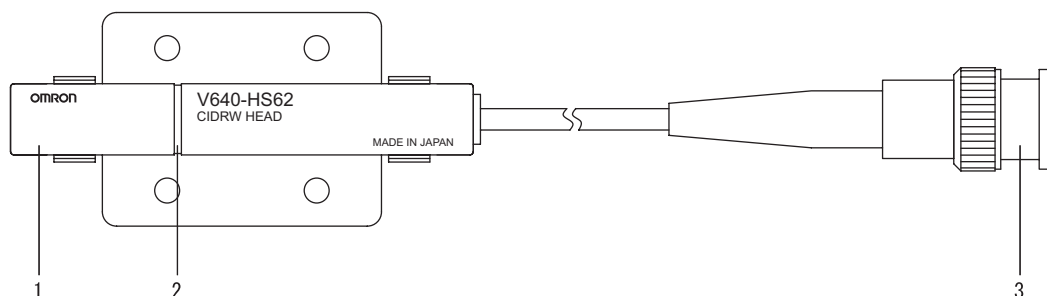 OMRON
V640-HS62
CIDRW HEAD
MADE IN JAPAN
1 2 3